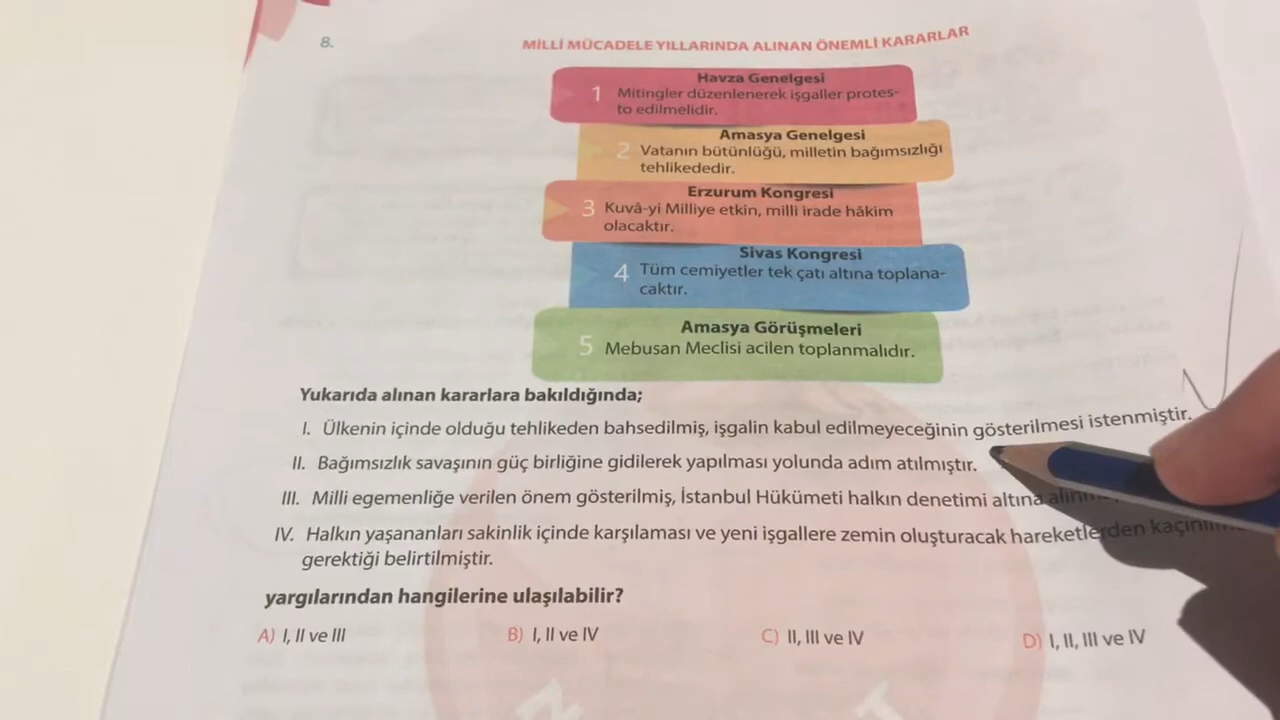 8.
MİLLİ MÜCADELE YILLARINDA ALINAN ÖNEMLİ KARARLAR
Havza Genelgesi
1 Mitingler düzenlenerek işgaller protes-
to edilmelidir.
Amasya Genelgesi
2 Vatanın bütünlüğü, milletin bağımsızlığı
tehlikededir.
Erzurum Kongresi
3 Kuvâ-yi Milliye etkin, milli irade hâkim
olacaktır.
Sivas Kongresi
4 Tüm cemiyetler tek çatı altına toplana-
caktır.
Amasya Görüşmeleri
5 Mebusan Meclisi acilen toplanmalıdır.
Yukarıda alınan kararlara bakıldığında;
I. Ülkenin içinde olduğu tehlikeden bahsedilmiş, işgalin kabul edilmeyeceğinin gösterilmesi istenmiştir.
II. Bağımsızlık savaşının güç birliğine gidilerek yapılması yolunda adım atılmıştır.
III. Milli egemenliğe verilen önem gösterilmiş, İstanbul Hükümeti halkın denetimi altına
IV. Halkın yaşananları sakinlik içinde karşılaması ve yeni işgallere zemin oluşturacak hareketlerden
gerektiği belirtilmiştir.
yargılarından hangilerine ulaşılabilir?
A) I, II ve III B) I, II ve IV C) II, III ve IV D) I, II, III ve IV